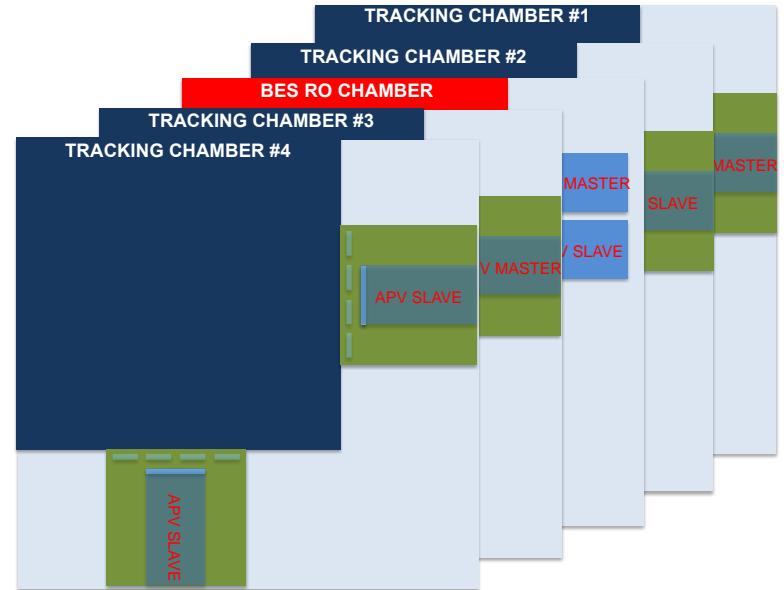 TRACKING CHAMBER #1
TRACKING CHAMBER #2
BES RO CHAMBER
TRACKING CHAMBER #3
TRACKING CHAMBER #4
MASTER
MASTER
SLAVE
V SLAVE
V MASTER
APV SLAVE
APV SLAVE